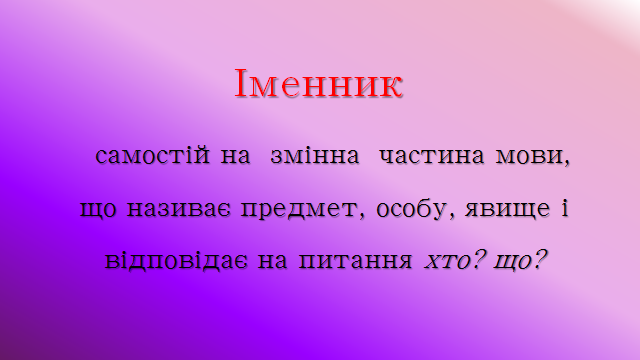 Іменник
самостій на змінна частина мови,
що називає предмет, особу, явище і
відповідає на питання хто? що?